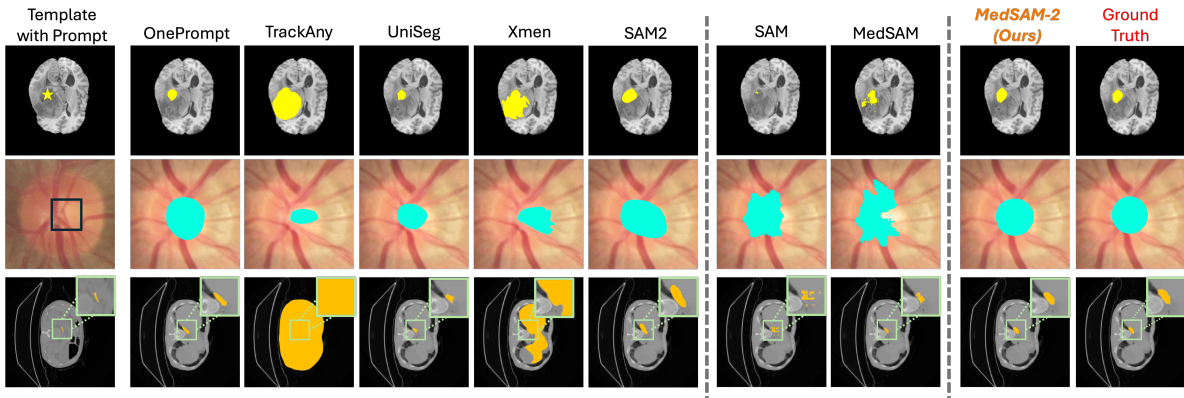 Template
with Prompt
OnePrompt
TrackAny
UniSeg
Xmen
SAM2
SAM
MedSAM
MedSAM-2
(Ours)
Ground
Truth